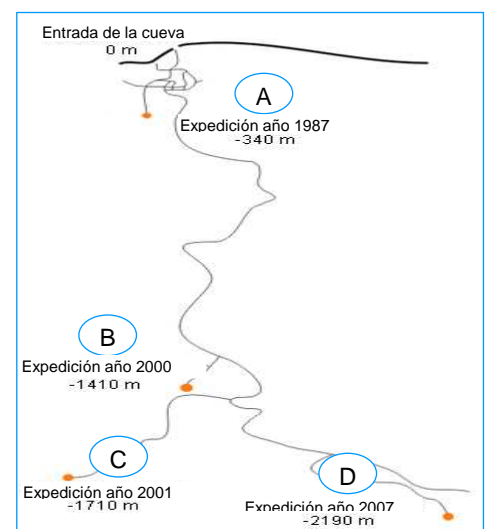 Entrada de la cueva
0 m
A
Expedición año 1987
-340 m
B
Expedición año 2000
-1410 m
C
Expedición año 2001
-1710 m
D
Expedición año 2007
-2190 m